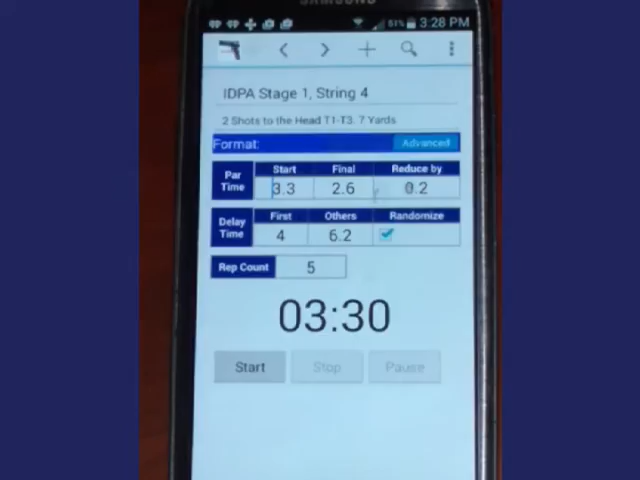 SAMSUNG
51% 3:28 PM
IDPA Stage 1, String 4
2 Shots to the Head T1-T3. 7 Yards
Format: Advanced
Par Time Start Final Reduce by
3.3 2.6 0.2
Delay Time First Others Randomize
4 6.2
Rep Count 5
03:30
Start Stop Pause